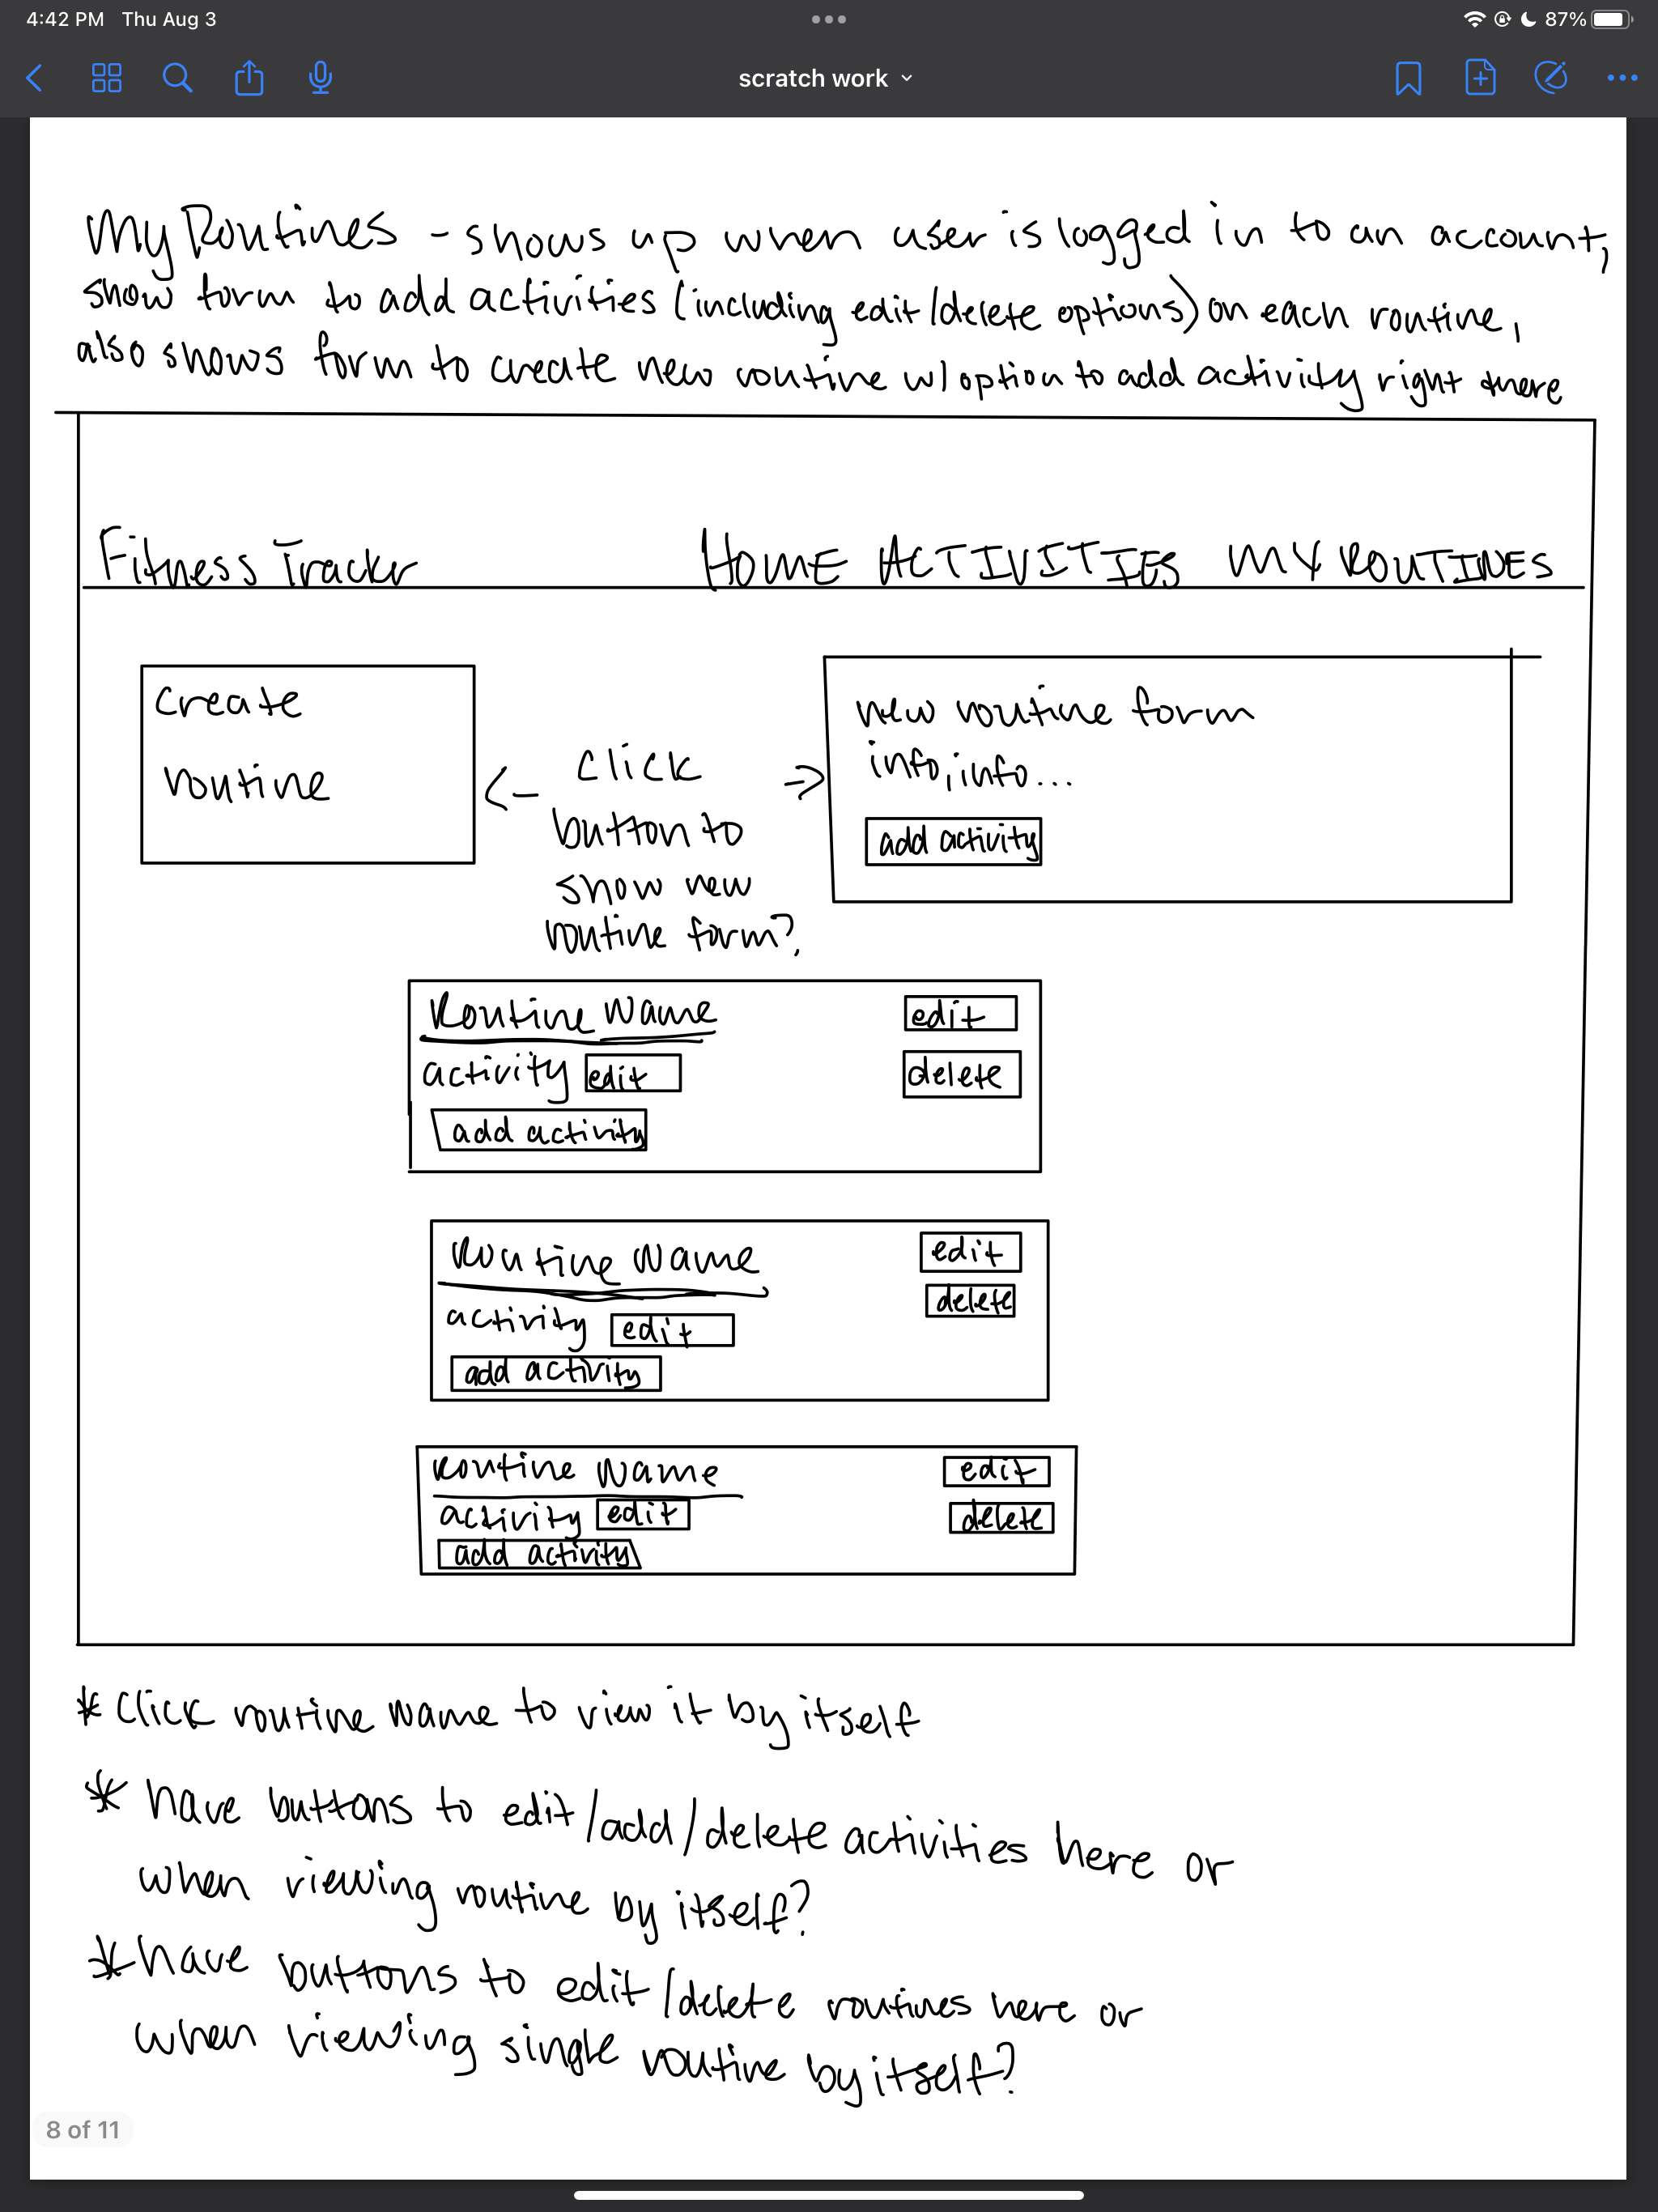 4:42 PM Thu Aug 3
87%
scratch work
My Routines - shows up when user is logged in to an account,
show form to add activities (including edit/delete options) on each routine,
also shows form to create new routine w/ option to add activity right there
Fitness Tracker HOME ACTIVITIES MY ROUTINES
create
routine
<- click
button to
show new
routine form?
->
new routine form
info, info...
add activity
Routine Name edit
activity edit delete
add activity
Routine Name edit
delete
activity edit
add activity
Routine Name edit
activity edit delete
add activity
* Click routine name to view it by itself
* have buttons to edit/add/delete activities here or
when viewing routine by itself?
* have buttons to edit/delete routines here or
when viewing single routine by itself?
8 of 11